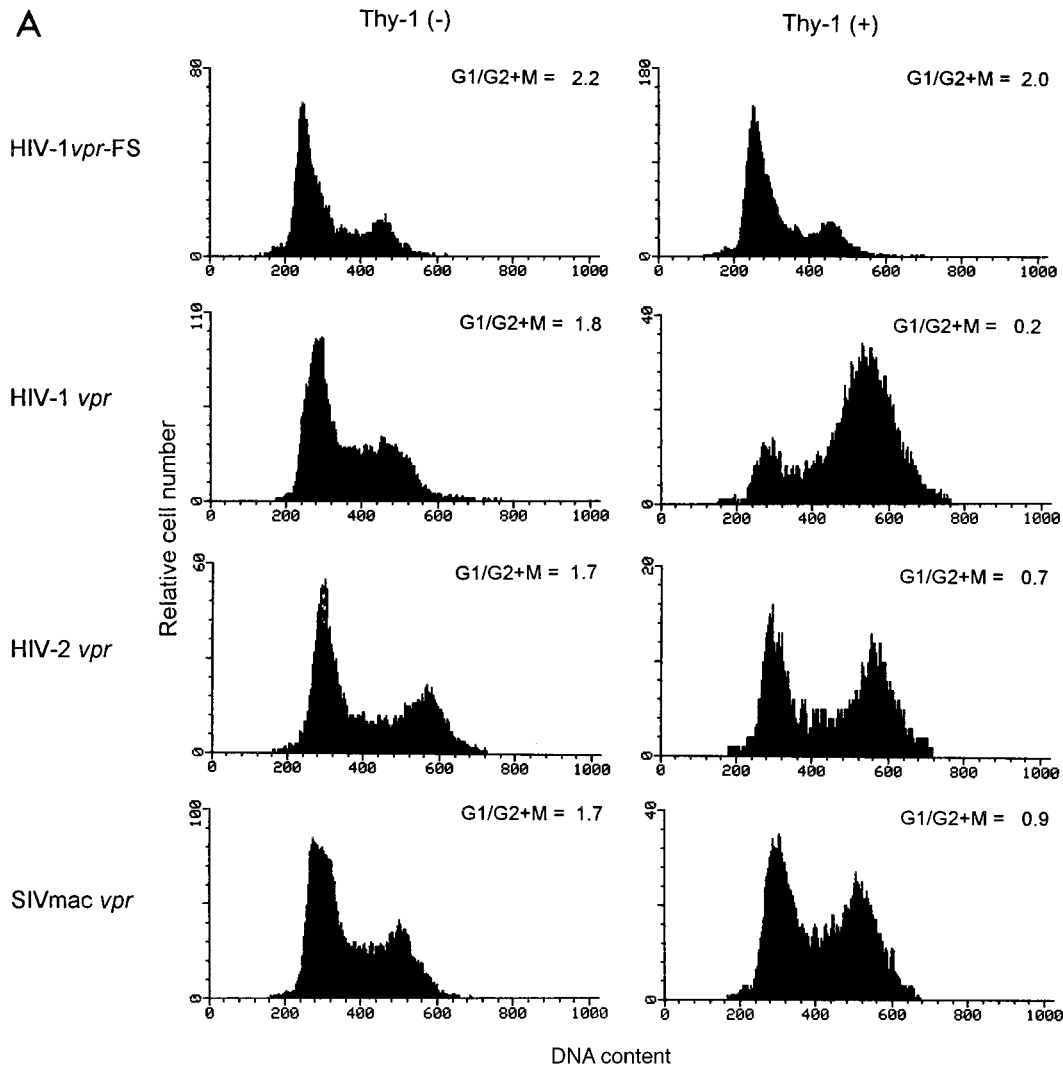 A
Thy-1 (-)
Thy-1 (+)
HIV-1vpr-FS
80
0
G1/G2+M = 2.2
0 200 400 600 800 1000
180
0
G1/G2+M = 2.0
0 200 400 600 800 1000
HIV-1 vpr
110
0
G1/G2+M = 1.8
0 200 400 600 800 1000
40
0
G1/G2+M = 0.2
0 200 400 600 800 1000
Relative cell number
HIV-2 vpr
60
0
G1/G2+M = 1.7
0 200 400 600 800 1000
20
0
G1/G2+M = 0.7
0 200 400 600 800 1000
SIVmac vpr
100
0
G1/G2+M = 1.7
0 200 400 600 800 1000
40
0
G1/G2+M = 0.9
0 200 400 600 800 1000
DNA content